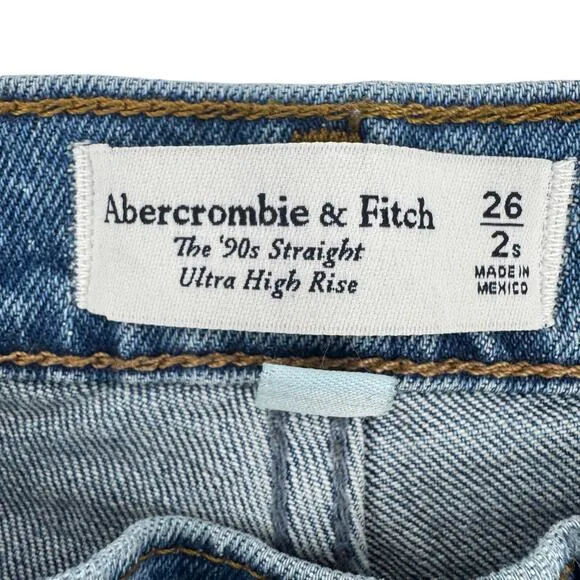 Abercrombie & Fitch
The '90s Straight
Ultra High Rise
26
2s
MADE IN
MEXICO